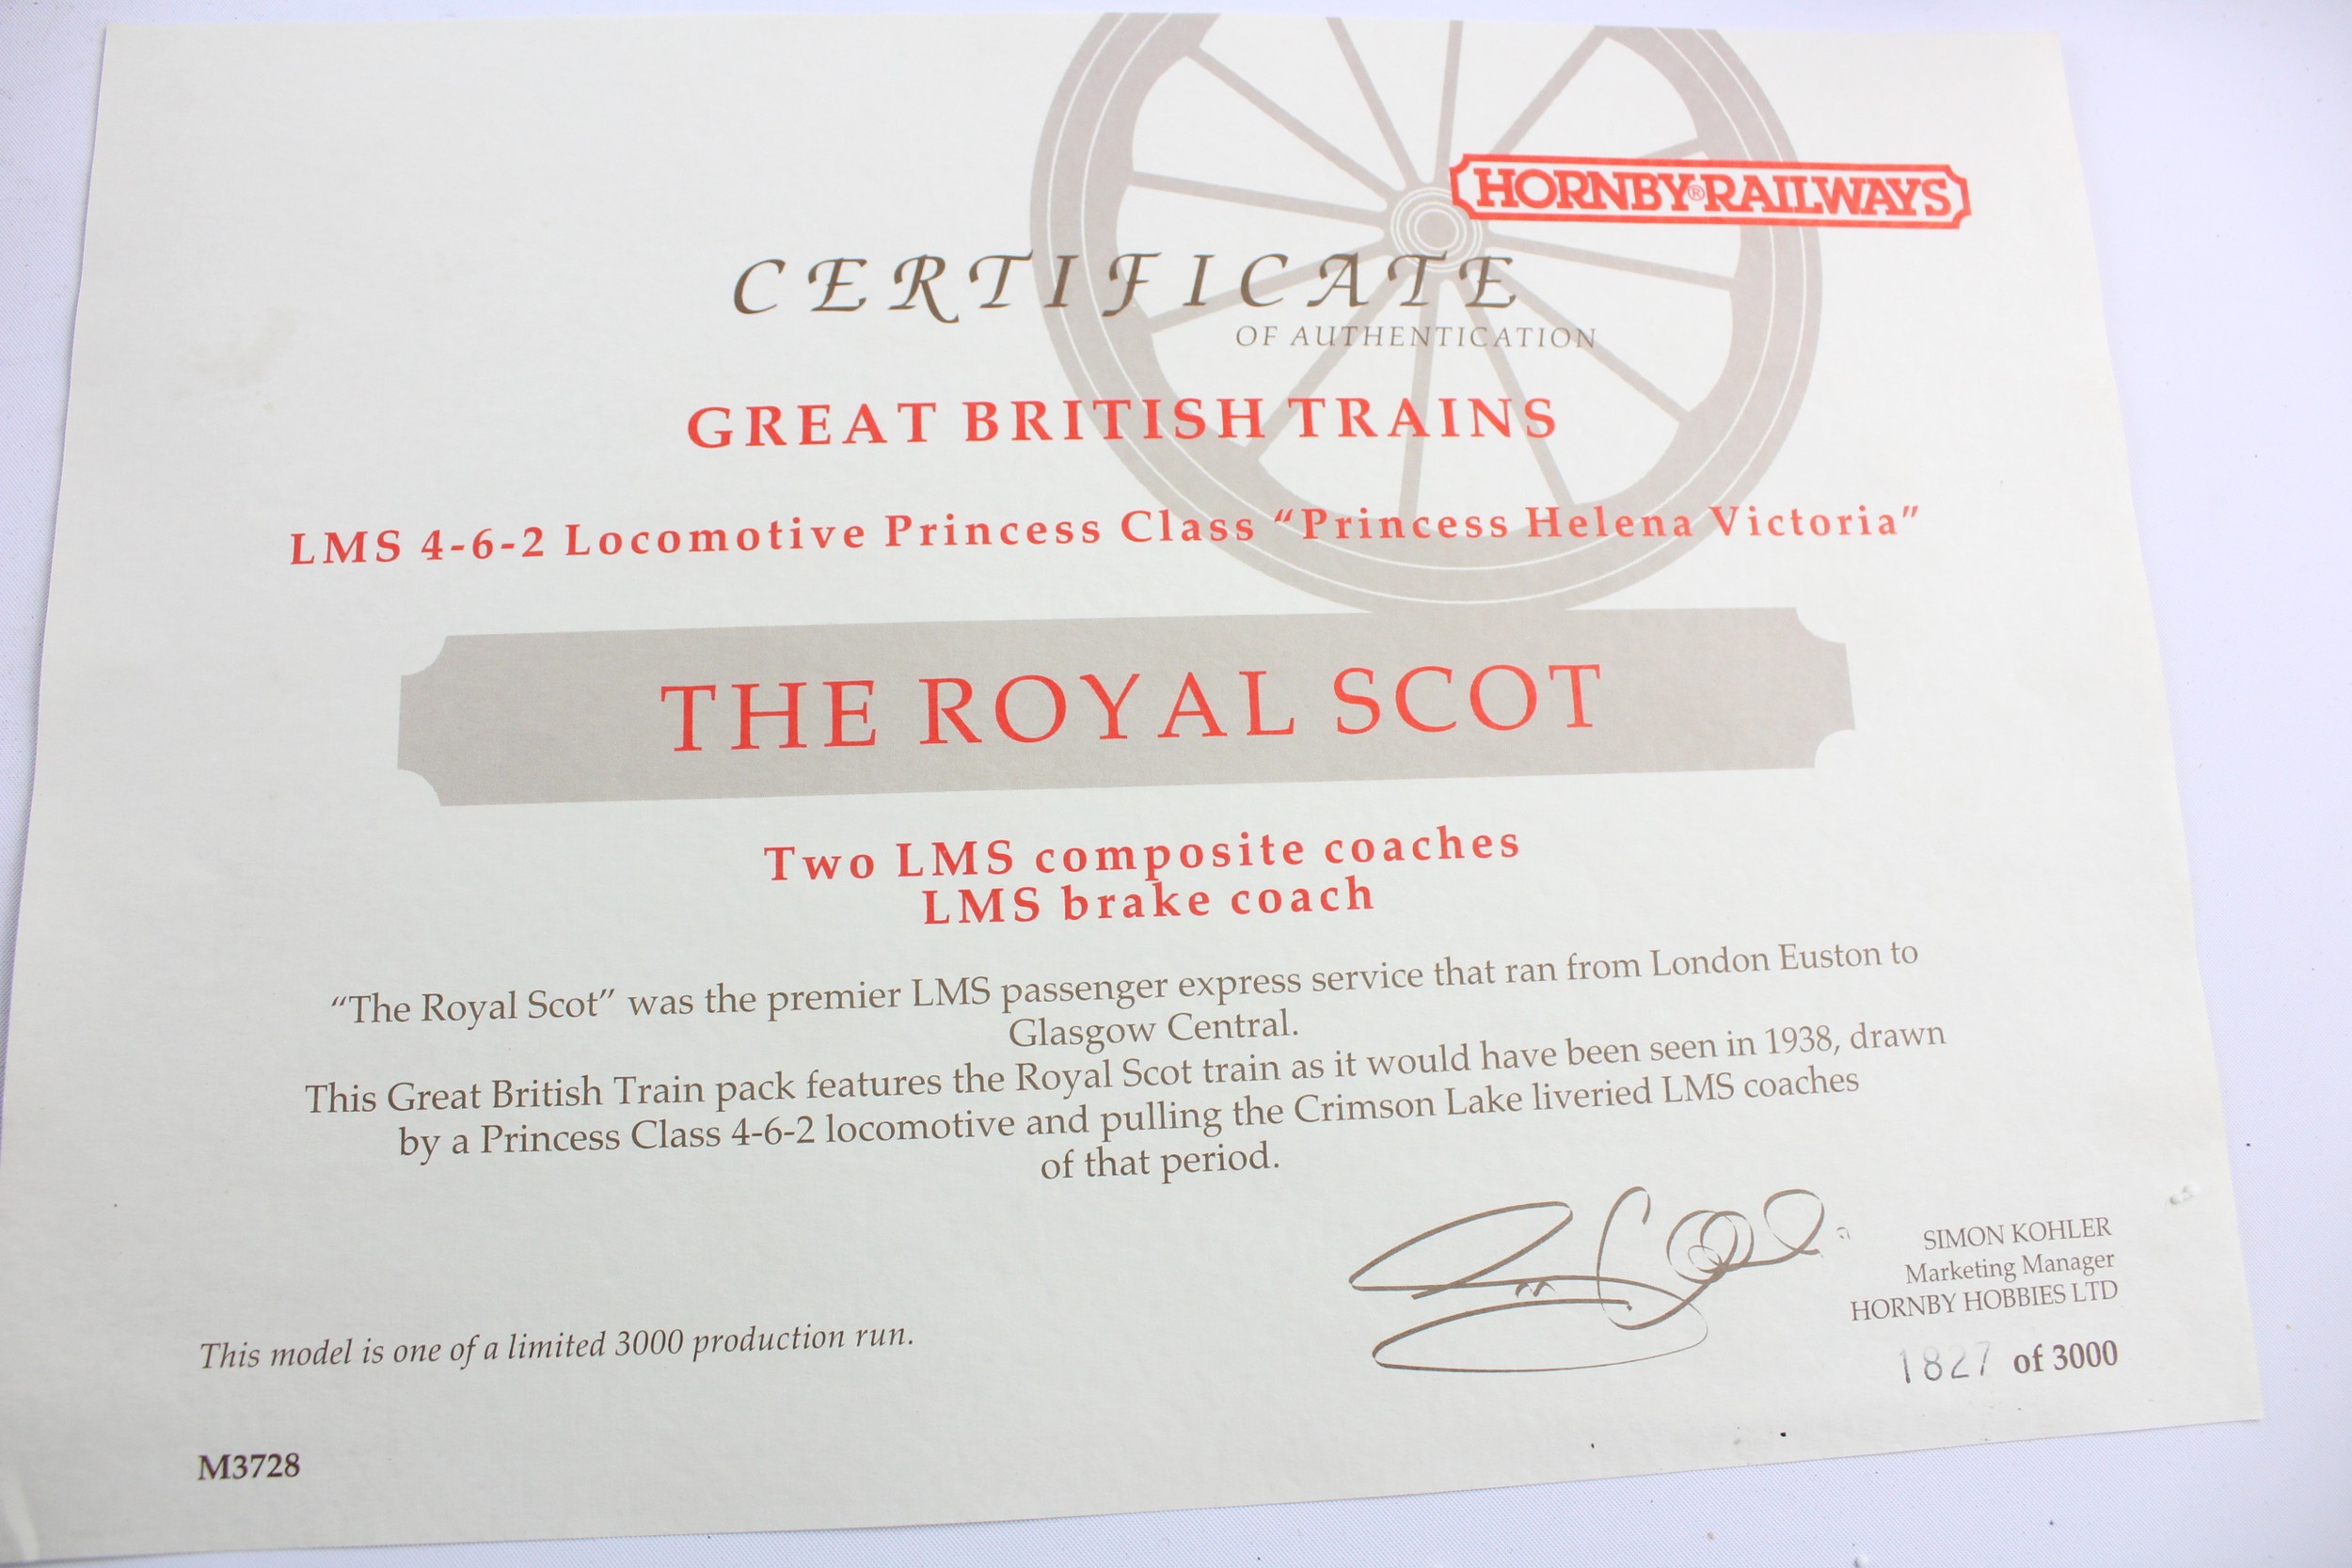 HORNBY® RAILWAYS
CERTIFICATE
OF AUTHENTICATION
GREAT BRITISH TRAINS
LMS 4-6-2 Locomotive Princess Class “Princess Helena Victoria”
THE ROYAL SCOT
Two LMS composite coaches
LMS brake coach
“The Royal Scot” was the premier LMS passenger express service that ran from London Euston to
Glasgow Central.
This Great British Train pack features the Royal Scot train as it would have been seen in 1938, drawn
by a Princess Class 4-6-2 locomotive and pulling the Crimson Lake liveried LMS coaches
of that period.
SIMON KOHLER
Marketing Manager
HORNBY HOBBIES LTD
This model is one of a limited 3000 production run.
1827 of 3000
M3728